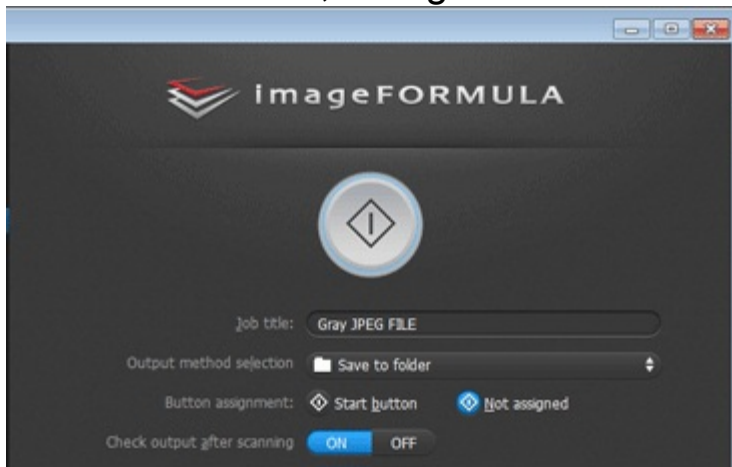 imageFORMULA
Job title: Gray JPEG FILE
Output method selection Save to folder
Button assignment: Start button Not assigned
Check output after scanning ON OFF